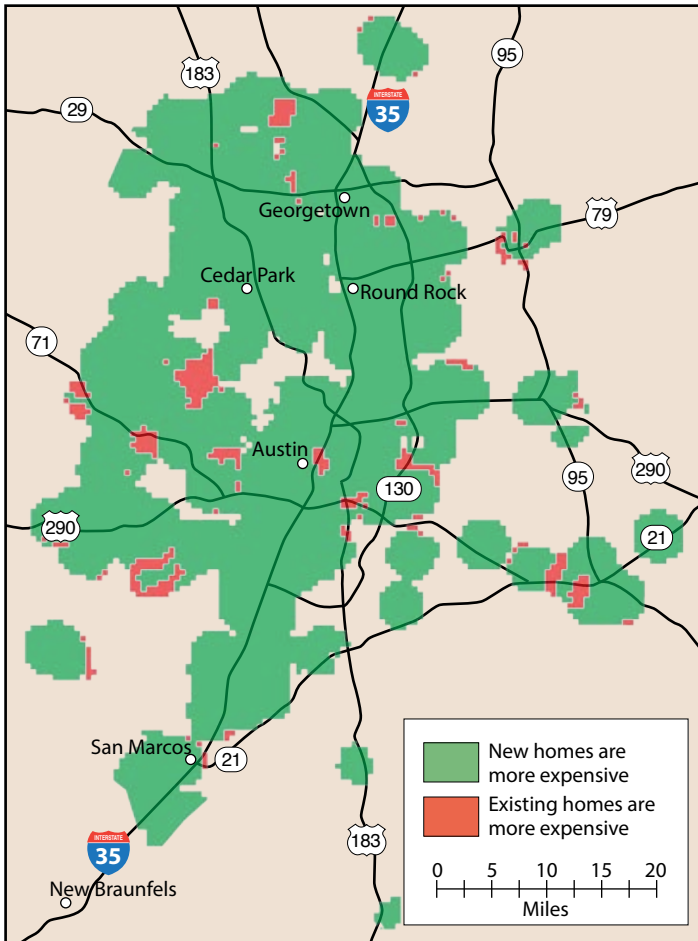 183
95
INTERSTATE
35
29
Georgetown
79
Cedar Park
Round Rock
71
Austin
290
130
95
290
21
San Marcos
21
New homes are
more expensive
Existing homes are
more expensive
INTERSTATE
35
183
0 5 10 15 20
Miles
New Braunfels